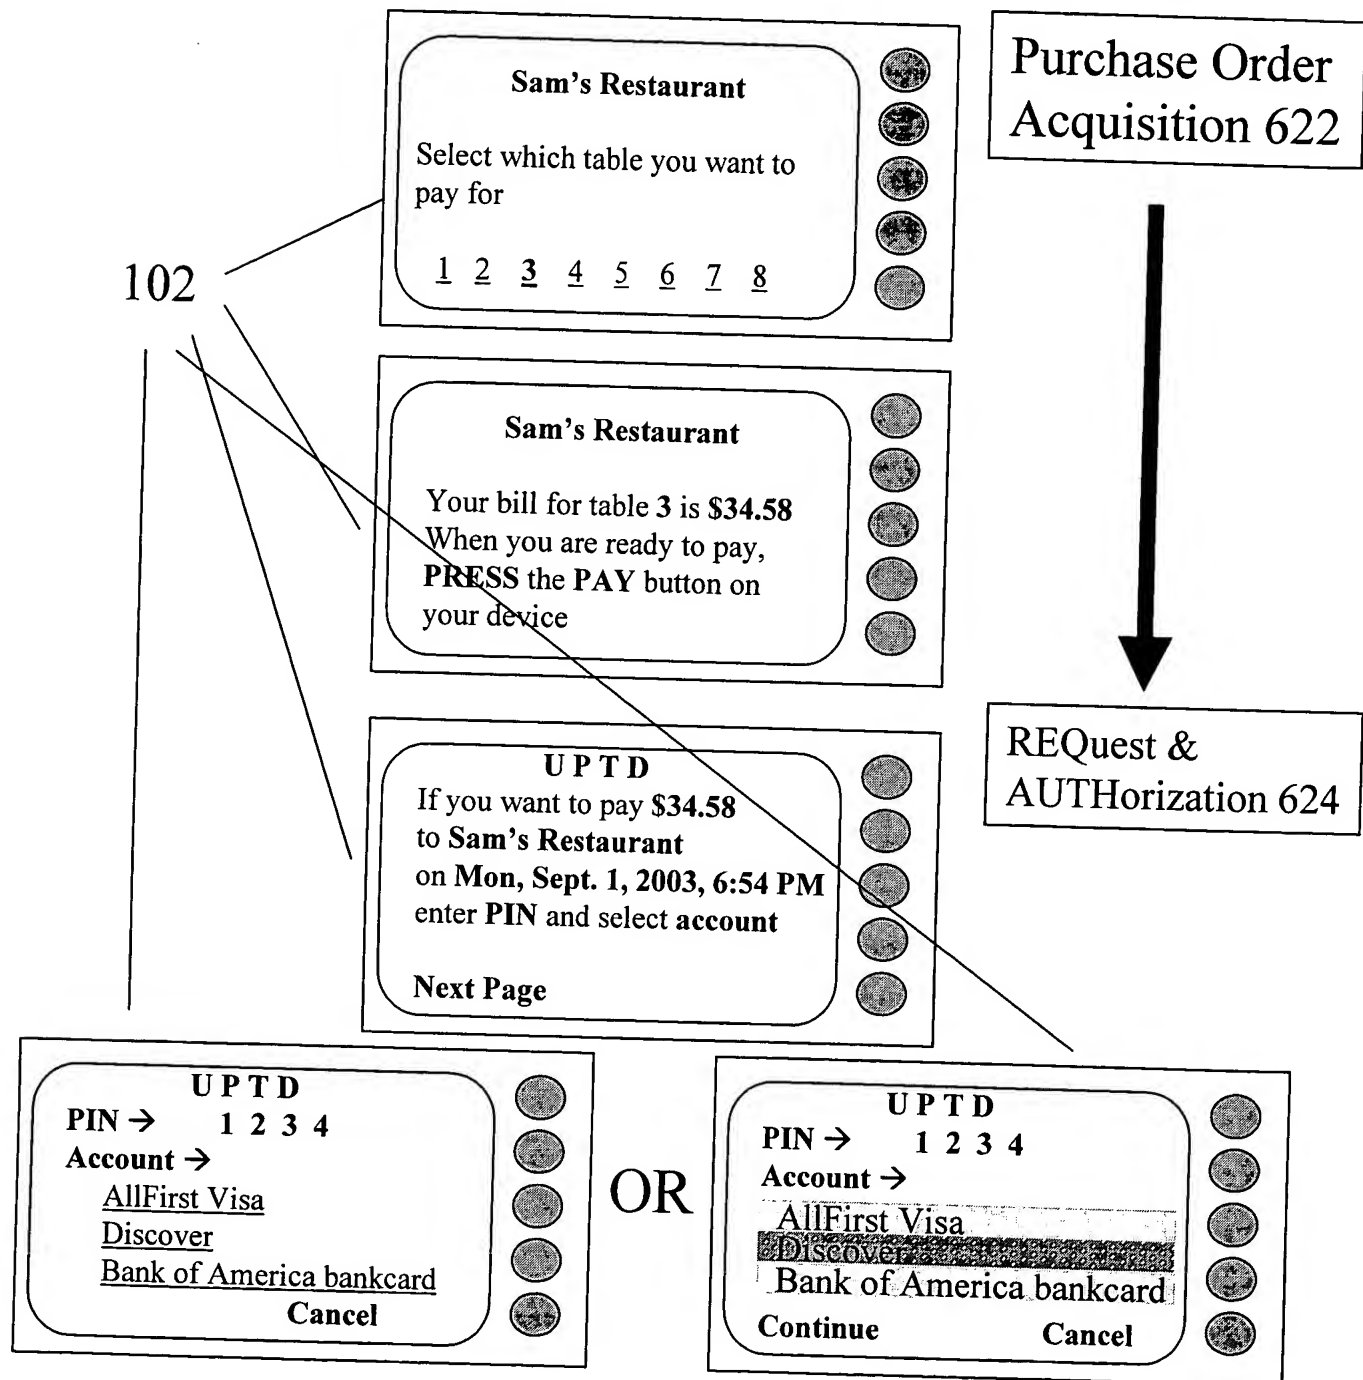 Sam's Restaurant
Select which table you want to
pay for
1 2 3 4 5 6 7 8
Purchase Order
Acquisition 622
102
Sam's Restaurant
Your bill for table 3 is $34.58
When you are ready to pay,
PRESS the PAY button on
your device
UPTD
If you want to pay $34.58
to Sam's Restaurant
on Mon, Sept. 1, 2003, 6:54 PM
enter PIN and select account
Next Page
REQuest &
AUTHorization 624
UPTD
PIN → 1 2 3 4
Account →
AllFirst Visa
Discover
Bank of America bankcard
Cancel
OR
UPTD
PIN → 1 2 3 4
Account →
AllFirst Visa
Discover
Bank of America bankcard
Continue Cancel